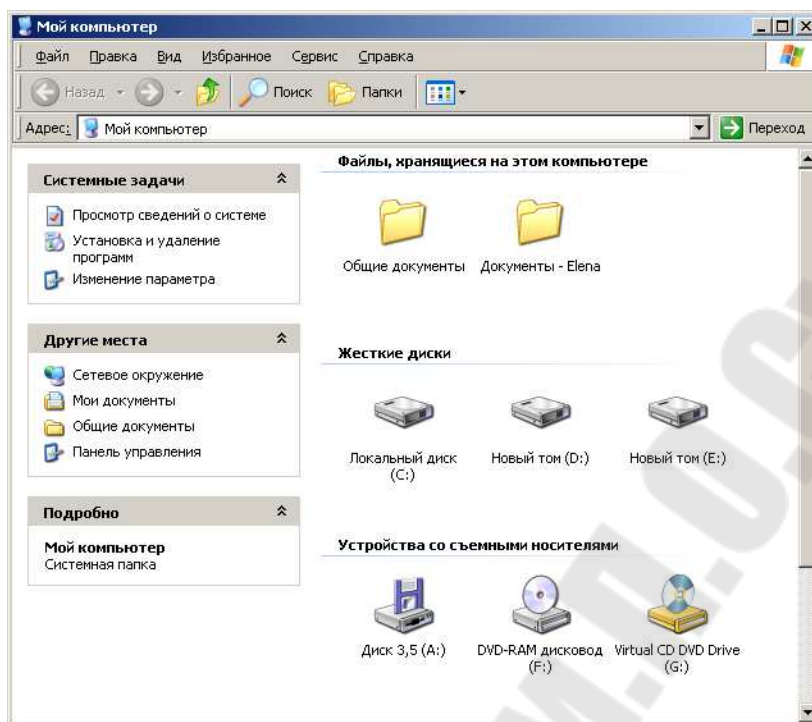 Мой компьютер
Файл Правка Вид Избранное Сервис Справка
Назад Поиск Папки
Адрес: Мой компьютер Переход
Системные задачи
Просмотр сведений о системе
Установка и удаление
программ
Изменение параметра
Другие места
Сетевое окружение
Мои документы
Общие документы
Панель управления
Подробно
Мой компьютер
Системная папка
Файлы, хранящиеся на этом компьютере
Общие документы Документы - Elena
Жесткие диски
Локальный диск
(C:)
Новый том (D:) Новый том (E:)
Устройства со съемными носителями
Диск 3,5 (A:)
DVD-RAM дисковод
(F:)
Virtual CD DVD Drive
(G:)